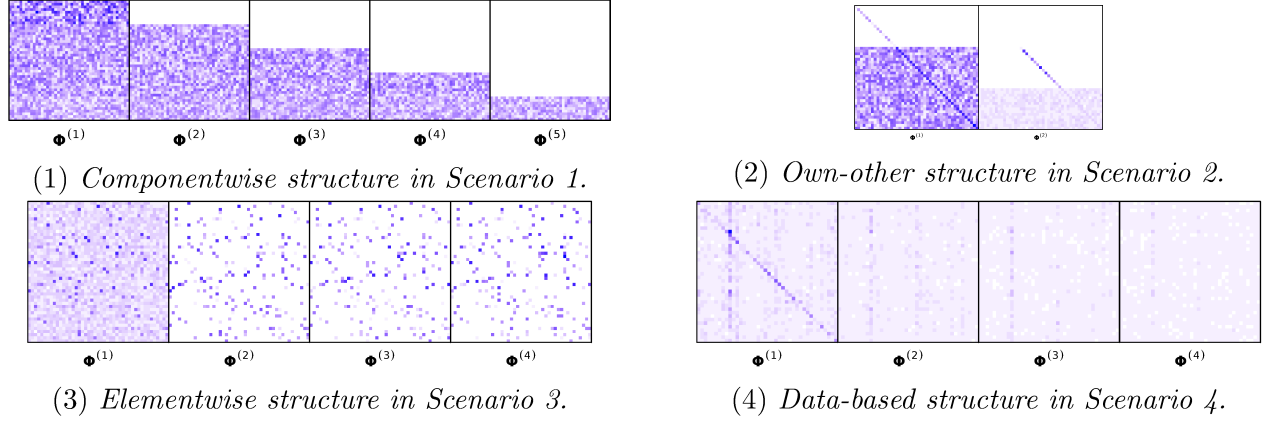 Φ(1) Φ(2) Φ(3) Φ(4) Φ(5)
(1) Componentwise structure in Scenario 1.
Φ(1) Φ(2)
(2) Own-other structure in Scenario 2.
Φ(1) Φ(2) Φ(3) Φ(4)
(3) Elementwise structure in Scenario 3.
Φ(1) Φ(2) Φ(3) Φ(4)
(4) Data-based structure in Scenario 4.